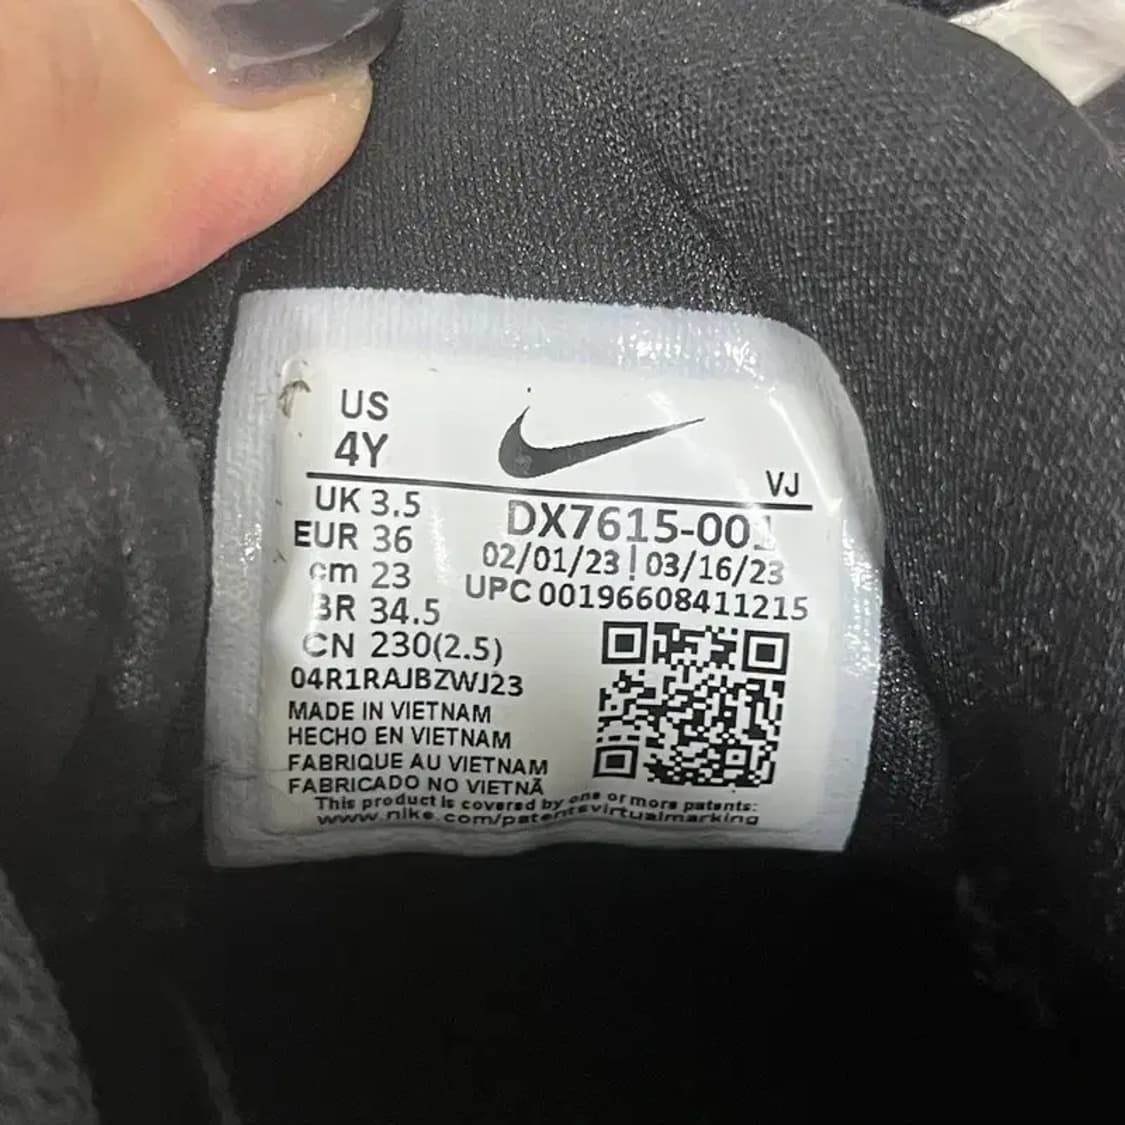 US
4Y
VJ
UK 3.5
EUR 36
cm 23
BR 34.5
CN 230(2.5)
DX7615-001
02/01/23 | 03/16/23
UPC 00196608411215
04R1RAJBZWJ23
MADE IN VIETNAM
HECHO EN VIETNAM
FABRIQUE AU VIETNAM
FABRICADO NO VIETNÃ
This product is covered by one or more patents:
www.nike.com/patentsvirtualmarking